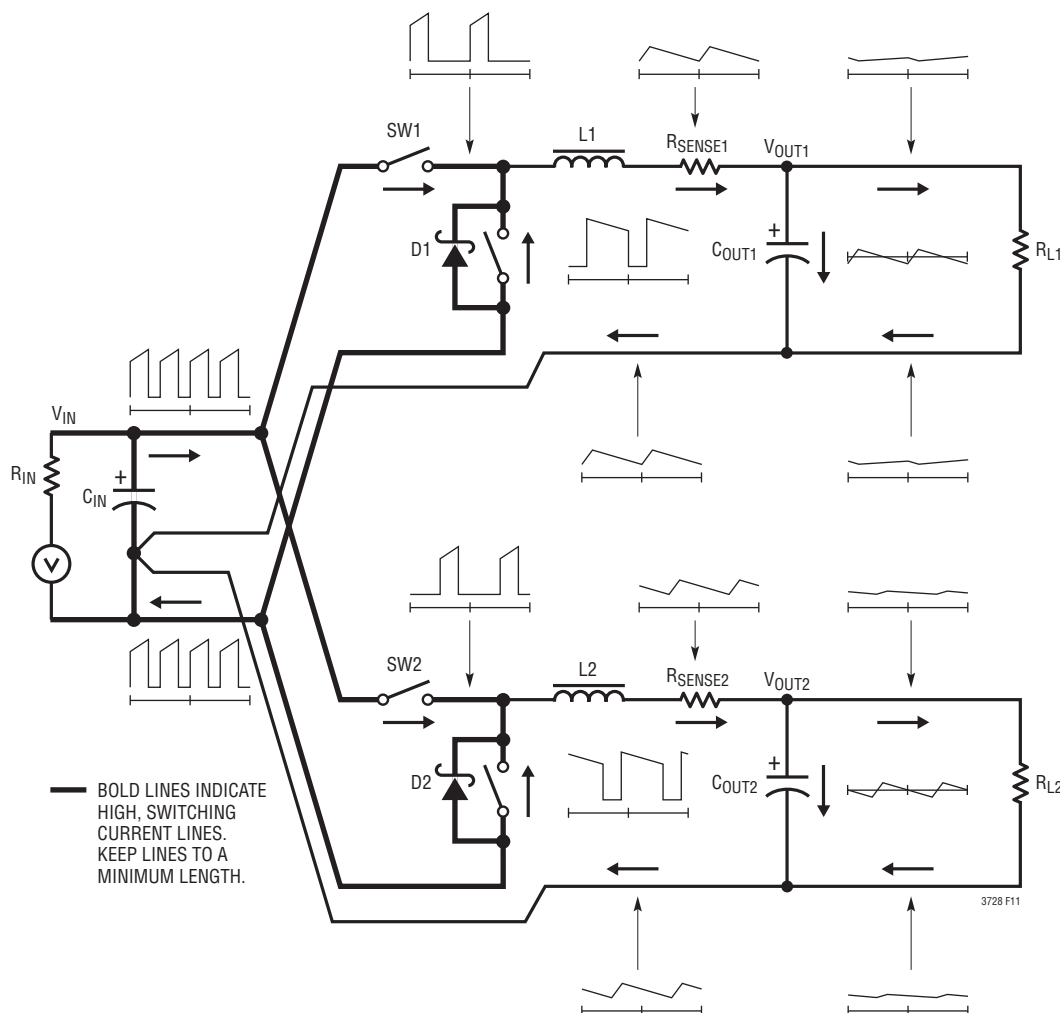 SW1
L1
RSENSE1
VOUT1
D1
COUT1
+
RL1
VIN
RIN
+
CIN
V
SW2
L2
RSENSE2
VOUT2
D2
COUT2
+
RL2
BOLD LINES INDICATE
HIGH, SWITCHING
CURRENT LINES.
KEEP LINES TO A
MINIMUM LENGTH.
3728 F11